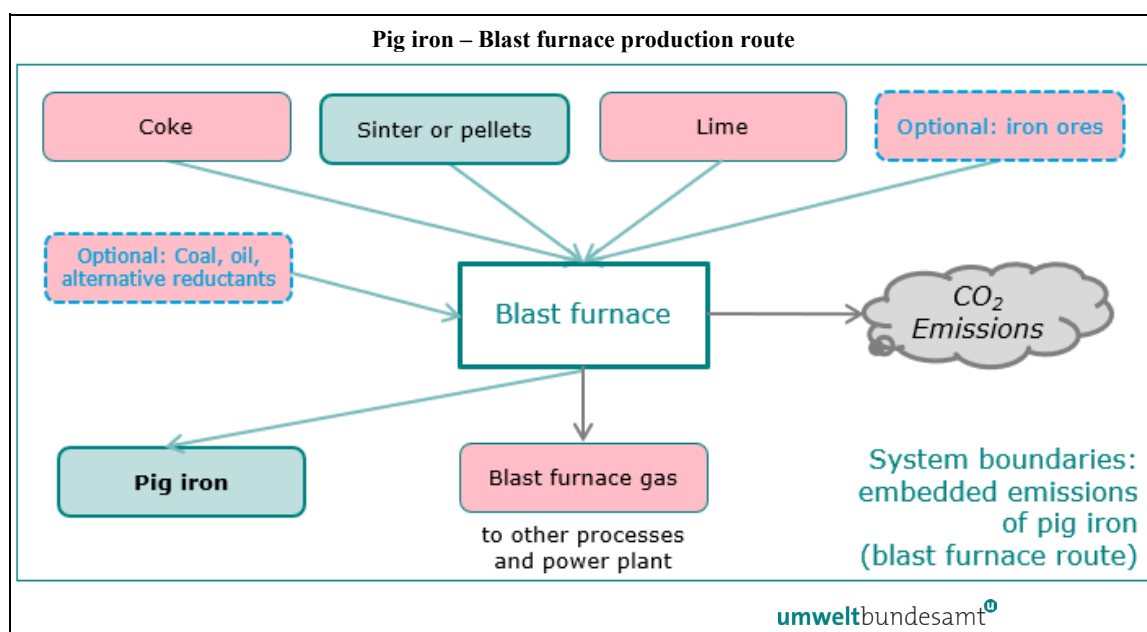 Pig iron – Blast furnace production route
Coke
Sinter or pellets
Lime
Optional: iron ores
Optional: Coal, oil,
alternative reductants
Blast furnace
CO₂
Emissions
Pig iron
Blast furnace gas
to other processes
and power plant
System boundaries:
embedded emissions
of pig iron
(blast furnace route)
umweltbundesamt ᵘ